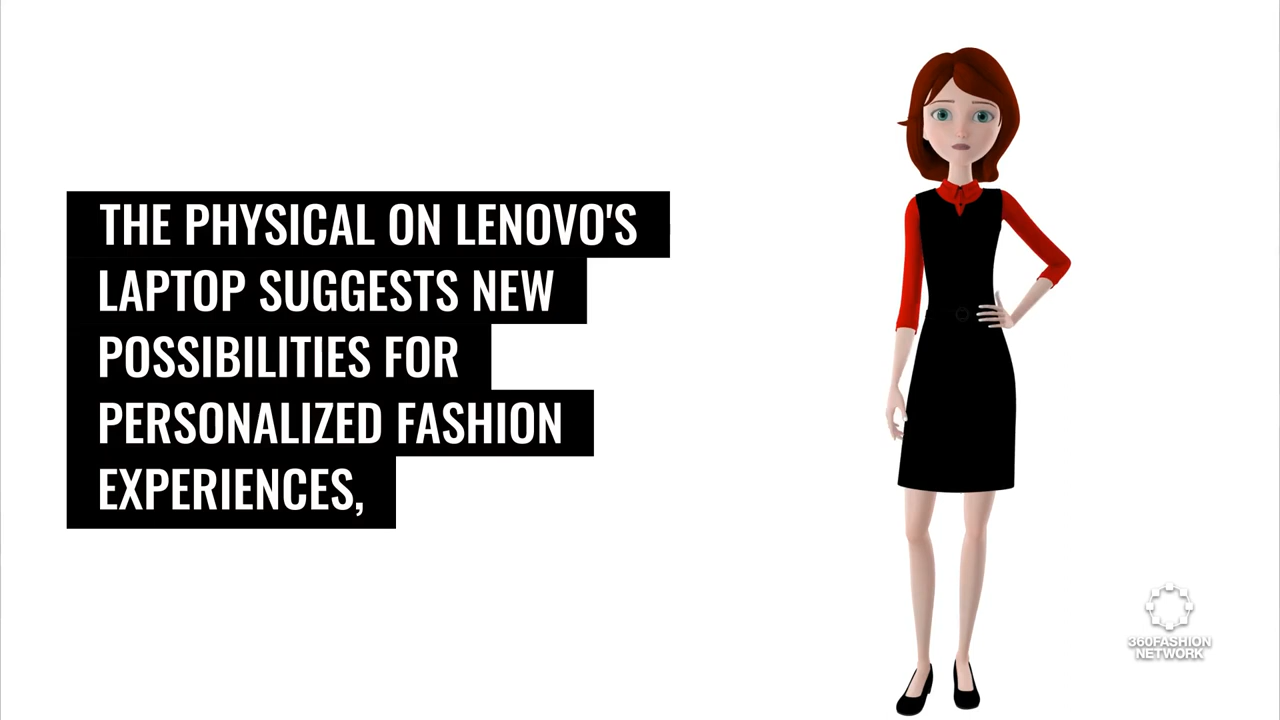 THE PHYSICAL ON LENOVO'S
LAPTOP SUGGESTS NEW
POSSIBILITIES FOR
PERSONALIZED FASHION
EXPERIENCES,
360FASHION
NETWORK